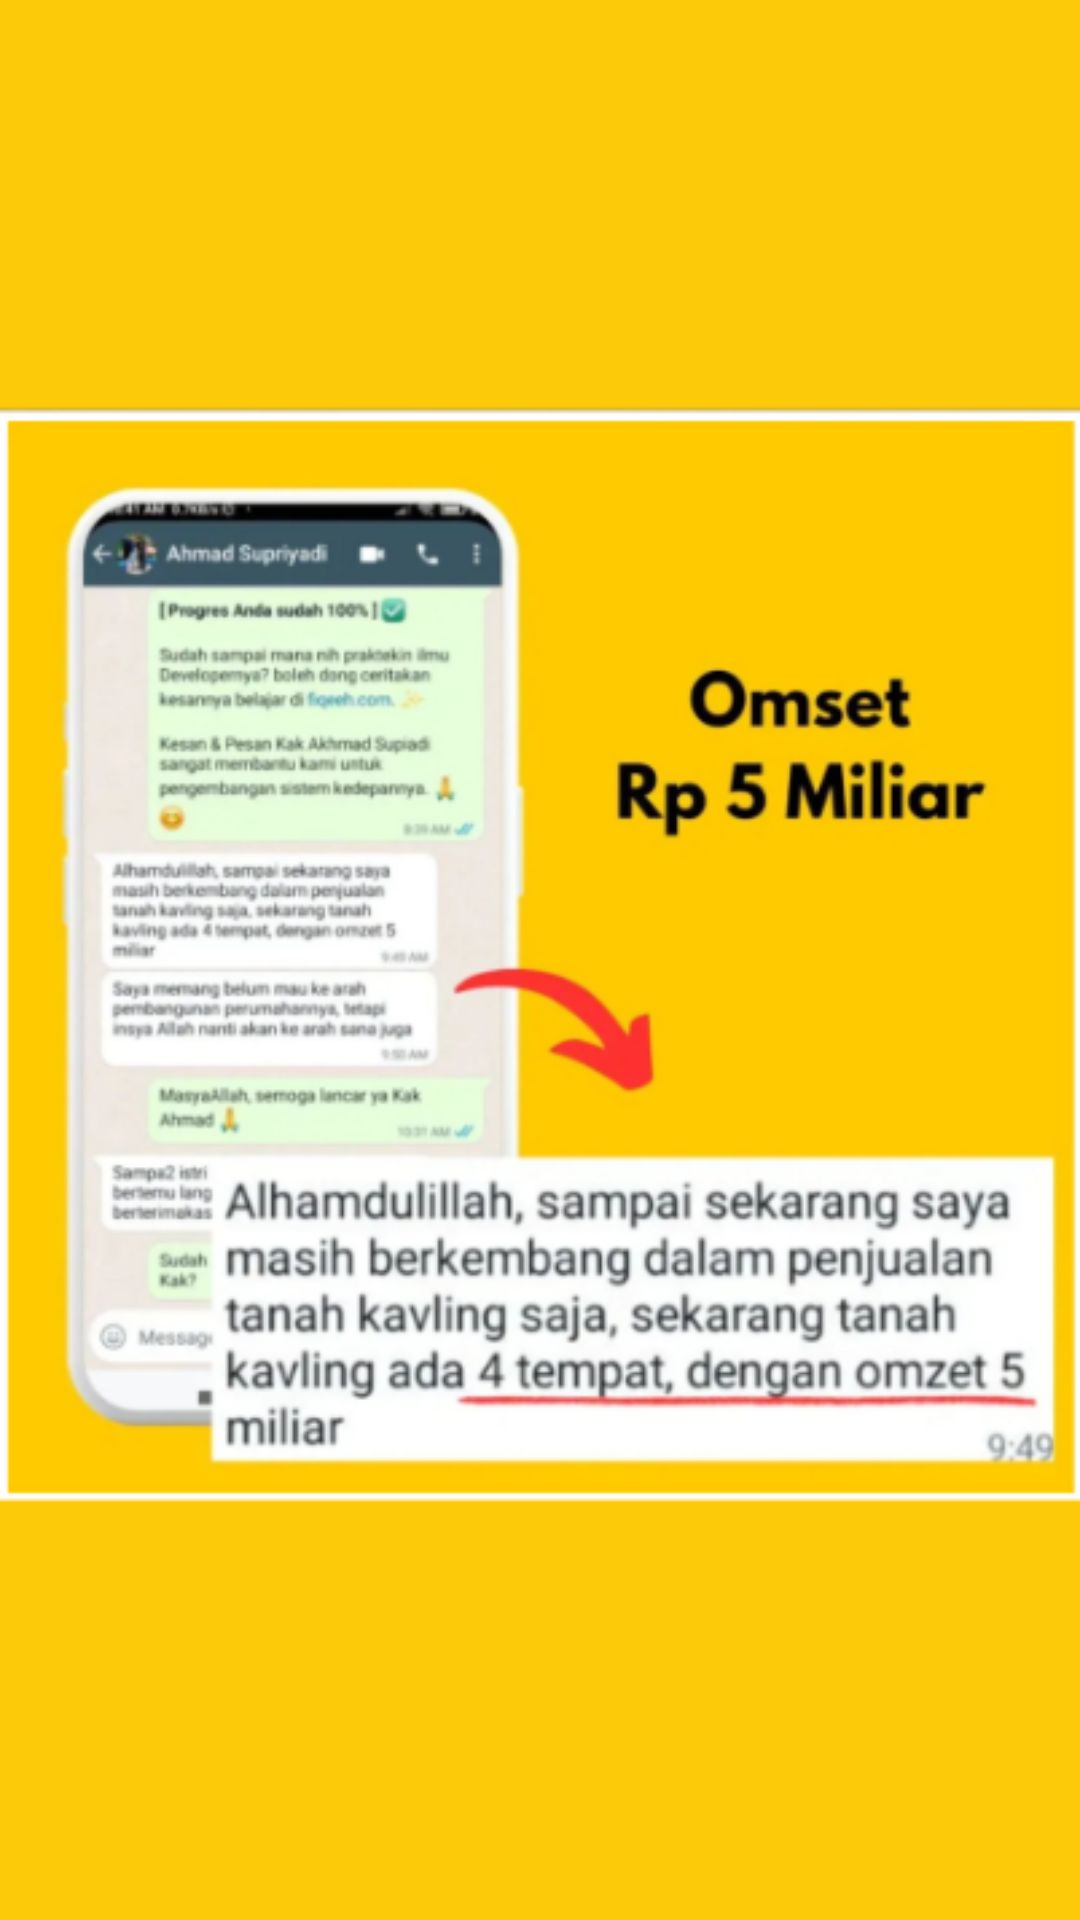 41 AM 0.7KB/s
Ahmad Supriyadi
[ Progres Anda sudah 100% ] ✅
Sudah sampai mana nih praktekin ilmu
Developernya? boleh dong ceritakan
kesannya belajar di fiqeeh.com. ✨
Kesan & Pesan Kak Akhmad Supiadi
sangat membantu kami untuk
pengembangan sistem kedepannya. 🙏
😊
9:39 AM
Alhamdulillah, sampai sekarang saya
masih berkembang dalam penjualan
tanah kavling saja, sekarang tanah
kavling ada 4 tempat, dengan omzet 5
miliar
9:49 AM
Saya memang belum mau ke arah
pembangunan perumahannya, tetapi
insya Allah nanti akan ke arah sana juga
9:50 AM
MasyaAllah, semoga lancar ya Kak
Ahmad 🙏
10:31 AM
Sampa2 istri
bertemu lang
berterimakas
Sudah
Kak?
Message
Omset
Rp 5 Miliar
Alhamdulillah, sampai sekarang saya
masih berkembang dalam penjualan
tanah kavling saja, sekarang tanah
kavling ada 4 tempat, dengan omzet 5
miliar
9:49